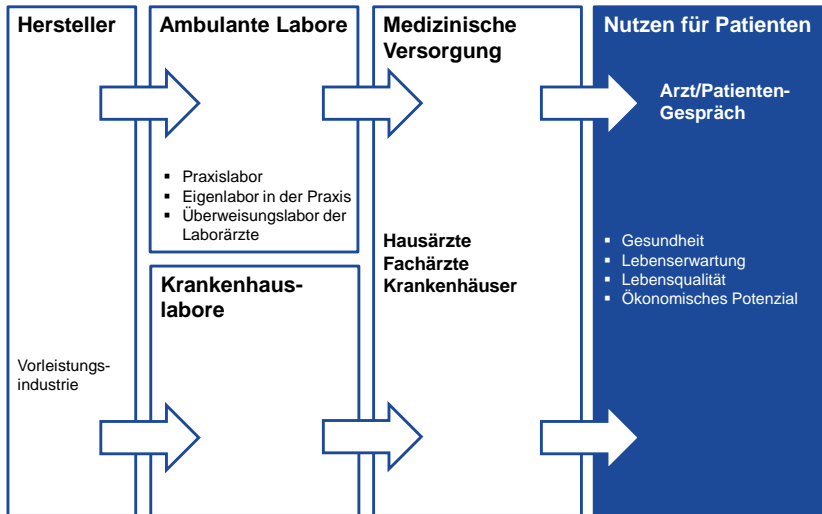 Hersteller
Vorleistungs-
industrie
Ambulante Labore
▪ Praxislabor
▪ Eigenlabor in der Praxis
▪ Überweisungslabor der
Laborärzte
Krankenhaus-
labore
Medizinische
Versorgung
Hausärzte
Fachärzte
Krankenhäuser
Nutzen für Patienten
Arzt/Patienten-
Gespräch
▪ Gesundheit
▪ Lebenserwartung
▪ Lebensqualität
▪ Ökonomisches Potenzial